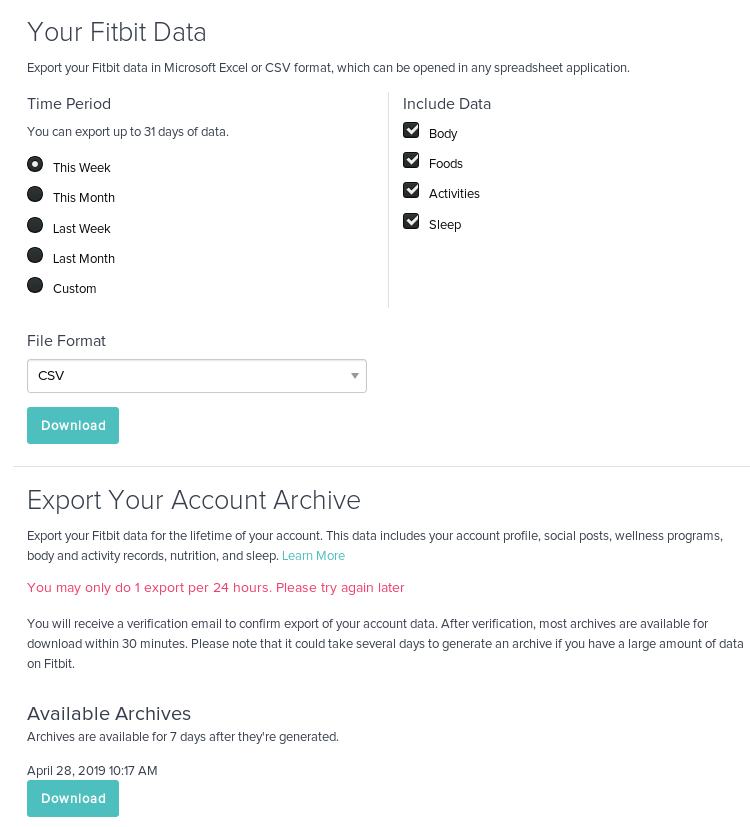 Your Fitbit Data
Export your Fitbit data in Microsoft Excel or CSV format, which can be opened in any spreadsheet application.
Time Period
You can export up to 31 days of data.
This Week
This Month
Last Week
Last Month
Custom
Include Data
Body
Foods
Activities
Sleep
File Format
CSV
Download
Export Your Account Archive
Export your Fitbit data for the lifetime of your account. This data includes your account profile, social posts, wellness programs,
body and activity records, nutrition, and sleep. Learn More
You may only do 1 export per 24 hours. Please try again later
You will receive a verification email to confirm export of your account data. After verification, most archives are available for
download within 30 minutes. Please note that it could take several days to generate an archive if you have a large amount of data
on Fitbit.
Available Archives
Archives are available for 7 days after they're generated.
April 28, 2019 10:17 AM
Download